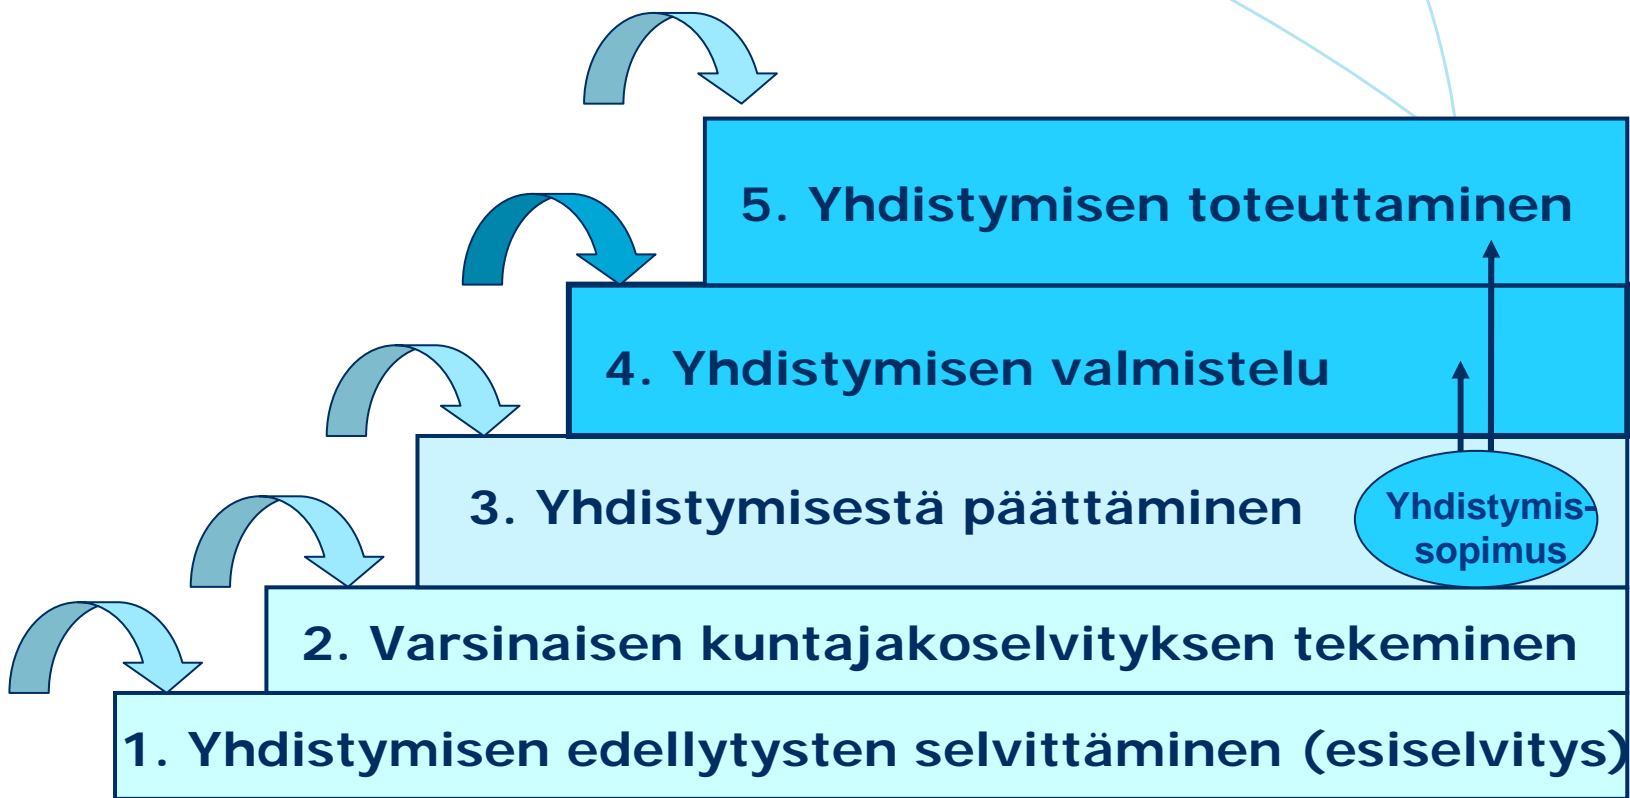 5. Yhdistymisen toteuttaminen
4. Yhdistymisen valmistelu
3. Yhdistymisestä päättäminen
Yhdistymis-
sopimus
2. Varsinaisen kuntajakoselvityksen tekeminen
1. Yhdistymisen edellytysten selvittäminen (esiselvitys)